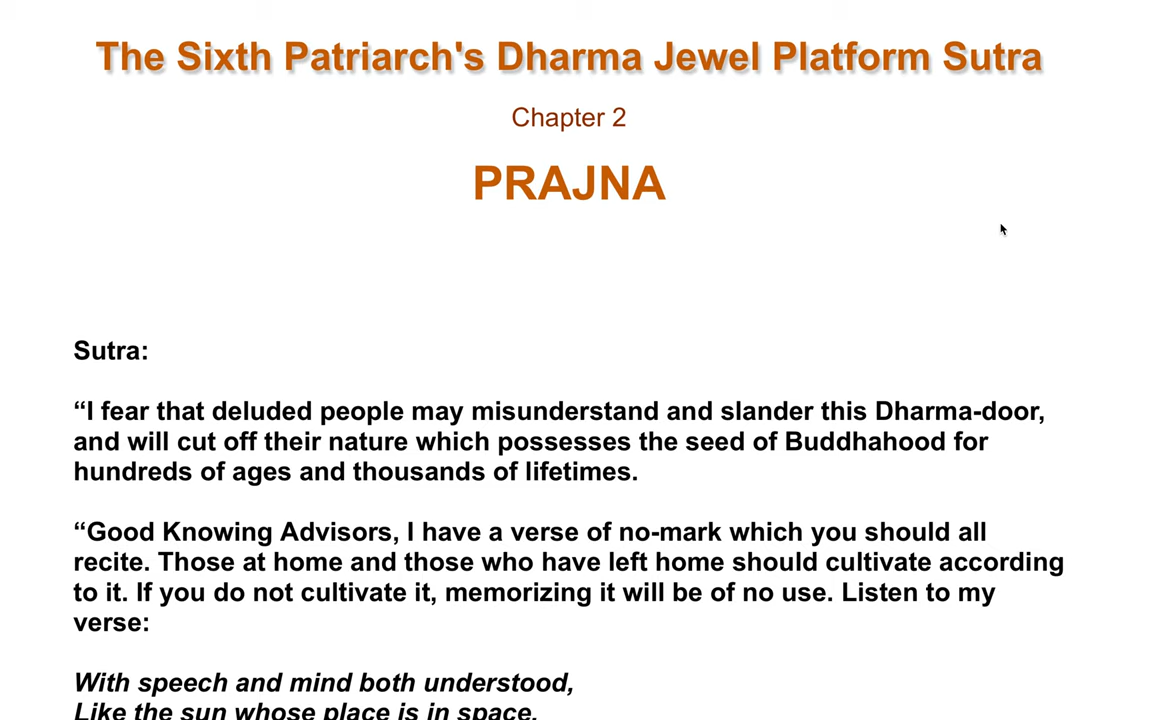 The Sixth Patriarch's Dharma Jewel Platform Sutra
Chapter 2
PRAJNA
Sutra:
“I fear that deluded people may misunderstand and slander this Dharma-door,
and will cut off their nature which possesses the seed of Buddhahood for
hundreds of ages and thousands of lifetimes.
“Good Knowing Advisors, I have a verse of no-mark which you should all
recite. Those at home and those who have left home should cultivate according
to it. If you do not cultivate it, memorizing it will be of no use. Listen to my
verse:
With speech and mind both understood,
Like the sun whose place is in space,